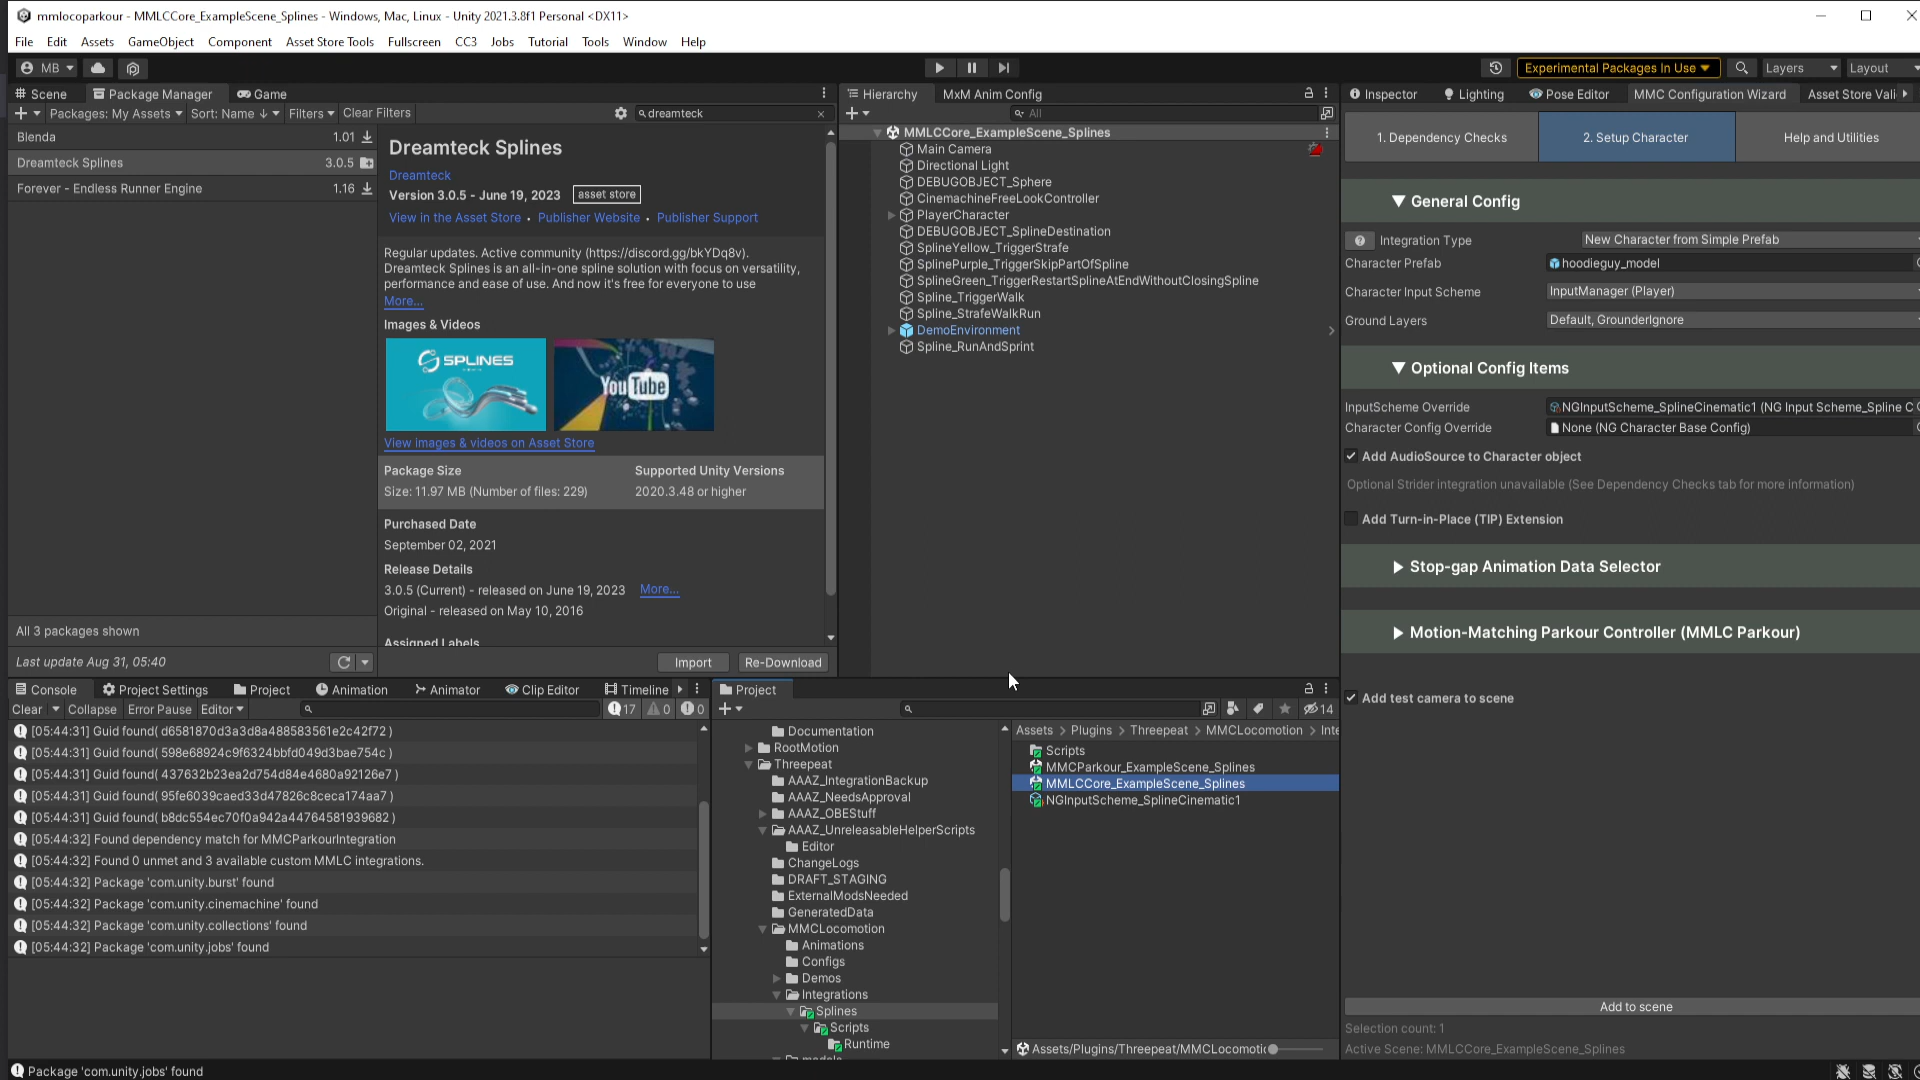 mmlocoparkour - MMLCCore_ExampleScene_Splines - Windows, Mac, Linux - Unity 2021.3.8f1 Personal <DX11>
File Edit Assets GameObject Component Asset Store Tools Fullscreen CC3 Jobs Tutorial Tools Window Help
MB Experimental Packages In Use Layers Layout
Scene Package Manager Game
Packages: My Assets Sort: Name ↓ Filters Clear Filters dreamteck
Blenda 1.01
Dreamteck Splines 3.0.5
Forever - Endless Runner Engine 1.16
All 3 packages shown
Last update Aug 31, 05:40
Dreamteck Splines
Dreamteck
Version 3.0.5 - June 19, 2023 asset store
View in the Asset Store • Publisher Website • Publisher Support
Regular updates. Active community (https://discord.gg/bkYDq8v).
Dreamteck Splines is an all-in-one spline solution with focus on versatility,
performance and ease of use. And now it's free for everyone to use
More...
Images & Videos
SPLINES
YouTube
View images & videos on Asset Store
Package Size Supported Unity Versions
Size: 11.97 MB (Number of files: 229) 2020.3.48 or higher
Purchased Date
September 02, 2021
Release Details
3.0.5 (Current) - released on June 19, 2023 More...
Original - released on May 10, 2016
Assigned Labels
Import Re-Download
Hierarchy MxM Anim Config
All
MMLCCore_ExampleScene_Splines
Main Camera
Directional Light
DEBUGOBJECT_Sphere
CinemachineFreeLookController
PlayerCharacter
DEBUGOBJECT_SplineDestination
SplineYellow_TriggerStrafe
SplinePurple_TriggerSkipPartOfSpline
SplineGreen_TriggerRestartSplineAtEndWithoutClosingSpline
Spline_TriggerWalk
Spline_StrafeWalkRun
DemoEnvironment
Spline_RunAndSprint
Inspector Lighting Pose Editor MMC Configuration Wizard Asset Store Vali
1. Dependency Checks 2. Setup Character Help and Utilities
General Config
Integration Type New Character from Simple Prefab
Character Prefab hoodieguy_model
Character Input Scheme InputManager (Player)
Ground Layers Default, GrounderIgnore
Optional Config Items
InputScheme Override NGInputScheme_SplineCinematic1 (NG Input Scheme_Spline C
Character Config Override None (NG Character Base Config)
Add AudioSource to Character object
Optional Strider integration unavailable (See Dependency Checks tab for more information)
Add Turn-in-Place (TIP) Extension
Stop-gap Animation Data Selector
Motion-Matching Parkour Controller (MMLC Parkour)
Add test camera to scene
Add to scene
Selection count: 1
Active Scene: MMLCCore_ExampleScene_Splines
Console Project Settings Project Animation Animator Clip Editor Timeline
Clear Collapse Error Pause Editor 17 0 0
[05:44:31] Guid found( d6581870d3a3d8a488583561e2c42f72 )
[05:44:31] Guid found( 598e68924c9f6324bbfd049d3bae754c )
[05:44:31] Guid found( 437632b23ea2d754d84e4680a92126e7 )
[05:44:31] Guid found( 95fe6039caed33d47826c8ceca174aa7 )
[05:44:31] Guid found( b8dc554ec70f0a942a44764581939682 )
[05:44:32] Found dependency match for MMCParkourIntegration
[05:44:32] Found 0 unmet and 3 available custom MMLC integrations.
[05:44:32] Package 'com.unity.burst' found
[05:44:32] Package 'com.unity.cinemachine' found
[05:44:32] Package 'com.unity.collections' found
[05:44:32] Package 'com.unity.jobs' found
Project
14
Documentation
RootMotion
Threepeat
AAAZ_IntegrationBackup
AAAZ_NeedsApproval
AAAZ_OBEStuff
AAAZ_UnreleasableHelperScripts
Editor
ChangeLogs
DRAFT_STAGING
ExternalModsNeeded
GeneratedData
MMCLocomotion
Animations
Configs
Demos
Integrations
Splines
Scripts
Runtime
models
Assets > Plugins > Threepeat > MMCLocomotion > Inte
Scripts
MMCParkour_ExampleScene_Splines
MMLCCore_ExampleScene_Splines
NGInputScheme_SplineCinematic1
Assets/Plugins/Threepeat/MMCLocomoti
Package 'com.unity.jobs' found